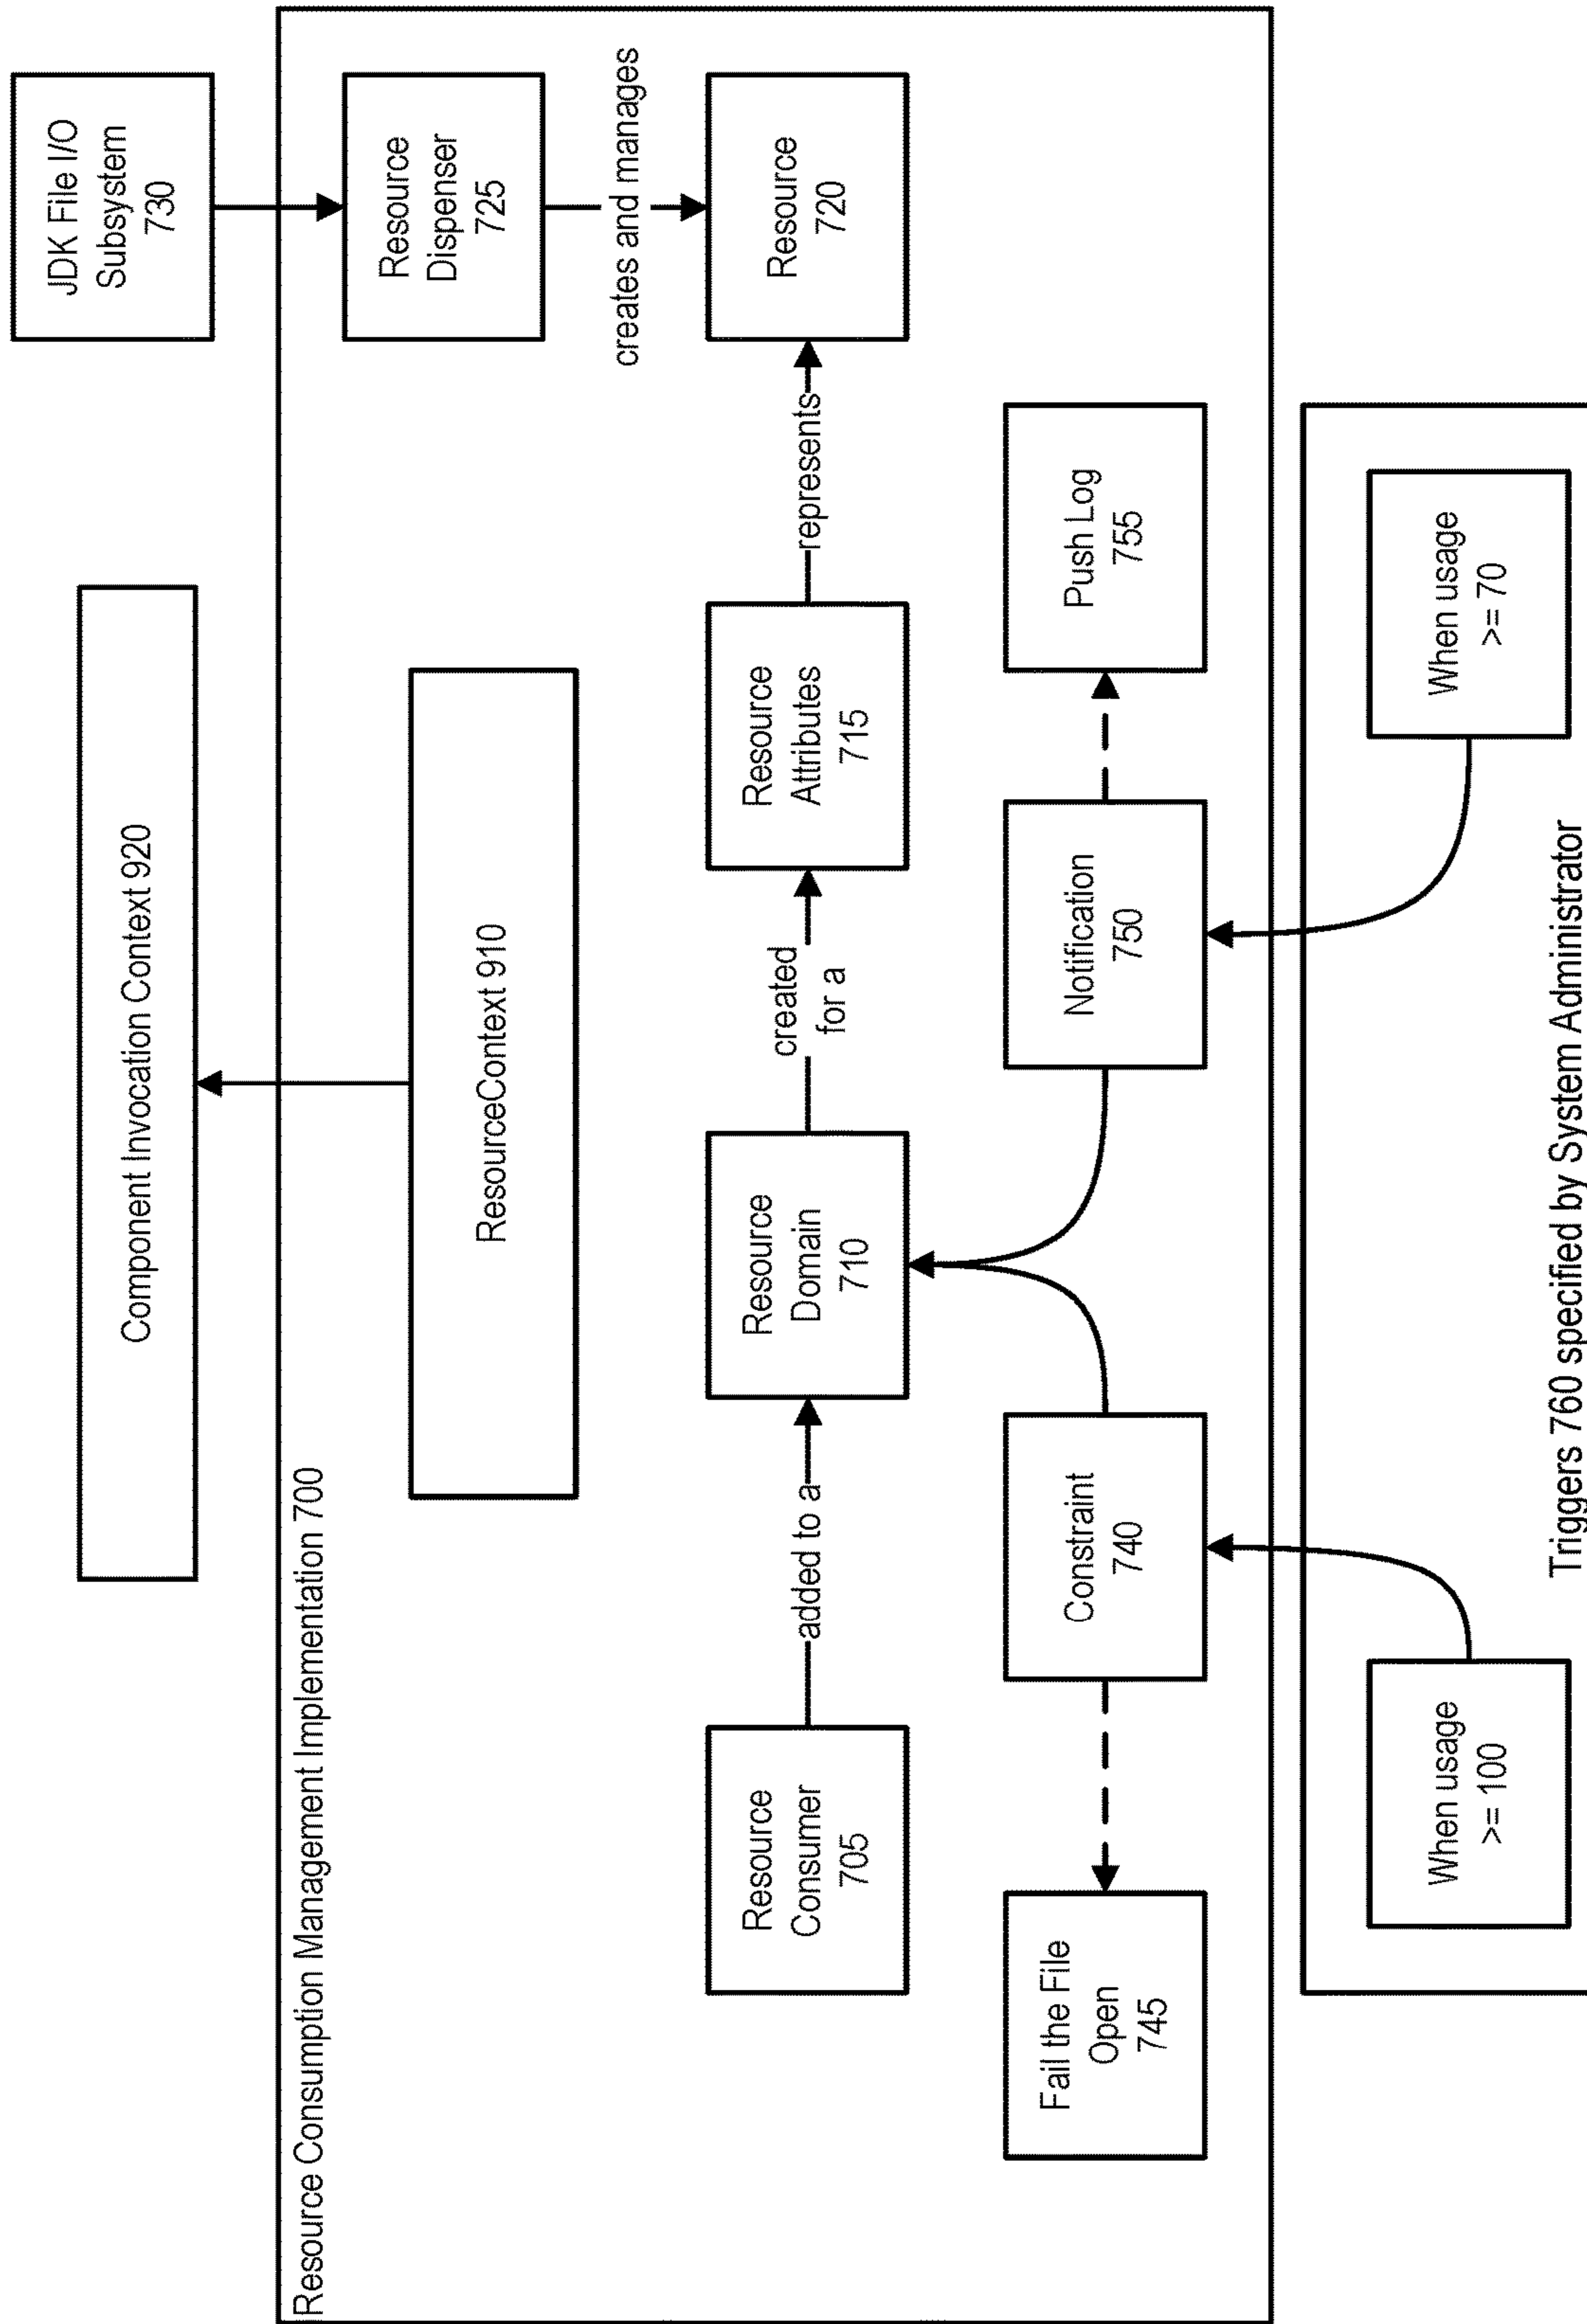 JDK File I/O
Subsystem
730
Component Invocation Context 920
Resource Consumption Management Implementation 700
ResourceContext 910
Resource
Dispenser
725
creates and manages
Resource
Consumer
705
added to a
Resource
Domain
710
created
for a
Resource
Attributes
715
represents
Resource
720
Fail the File
Open
745
Constraint
740
Notification
750
Push Log
755
When usage
>= 100
When usage
>= 70
Triggers 760 specified by System Administrator